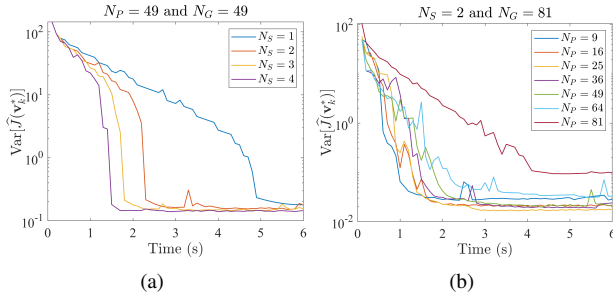 N_P = 49 and N_G = 49
Var[Ĵ(v*_k)]
10^2
10^1
10^0
10^-1
N_S = 1
N_S = 2
N_S = 3
N_S = 4
0 1 2 3 4 5 6
Time (s)
(a)
N_S = 2 and N_G = 81
Var[Ĵ(v*_k)]
10^2
10^0
10^-2
N_P = 9
N_P = 16
N_P = 25
N_P = 36
N_P = 49
N_P = 64
N_P = 81
0 1 2 3 4 5 6
Time (s)
(b)